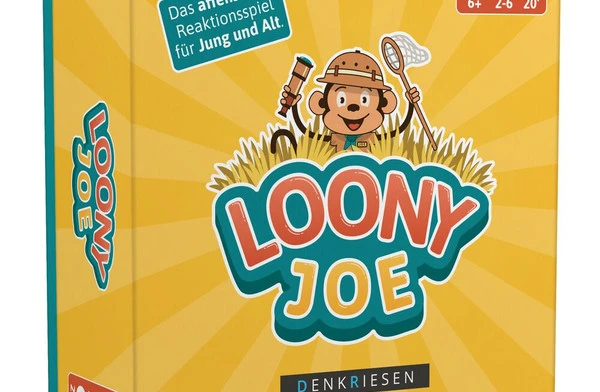 Das
Reaktionsspiel
für Jung und Alt.
6+ 2-6 20'
LOONY
JOE
LOONY
JOE
DENKRIESEN